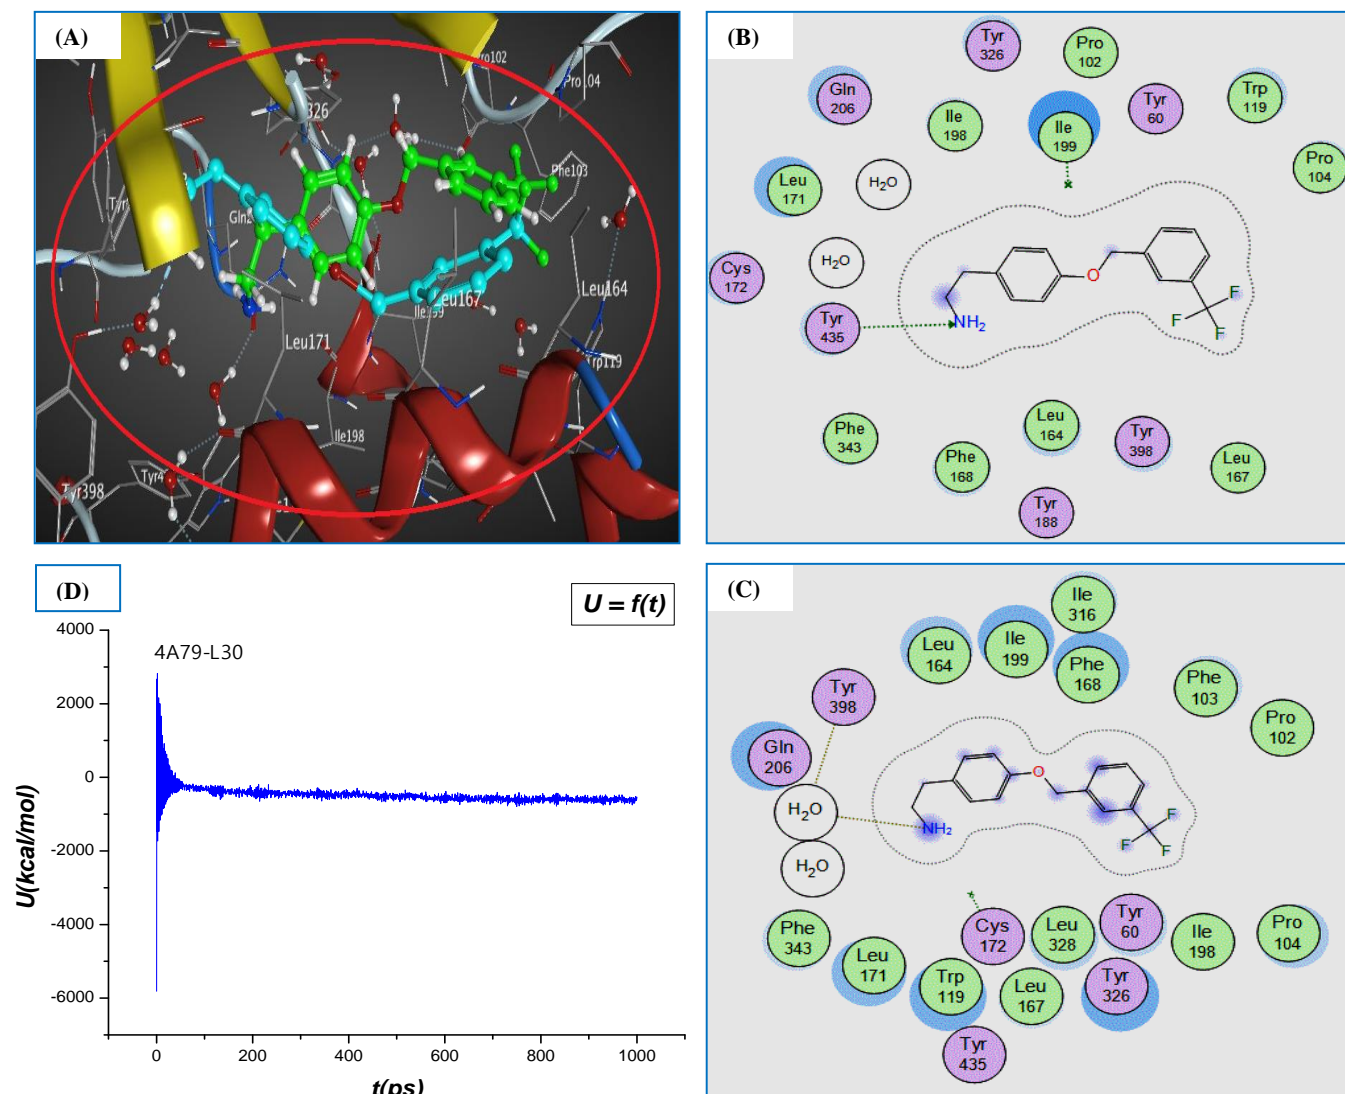 (A)
326
Pro102
Pro104
Phe103
Tyr
Gln2
Leu164
Leu167
Ile199
Leu171
Trp119
Ile198
Tyr4
Tyr398
(B)
Tyr
326
Pro
102
Gln
206
Ile
198
Ile
199
Tyr
60
Trp
119
Pro
104
Leu
171
H2O
Cys
172
H2O
Tyr
435
NH2
O
F
F
F
Phe
343
Phe
168
Leu
164
Tyr
398
Leu
167
Tyr
188
(D)
U = f(t)
4A79-L30
4000
2000
0
-2000
-4000
-6000
U(kcal/mol)
0
200
400
600
800
1000
t(ps)
(C)
Ile
316
Leu
164
Ile
199
Phe
168
Phe
103
Pro
102
Tyr
398
Gln
206
H2O
H2O
NH2
O
F
F
F
Phe
343
Leu
171
Trp
119
Cys
172
Leu
328
Leu
167
Tyr
60
Tyr
326
Ile
198
Pro
104
Tyr
435